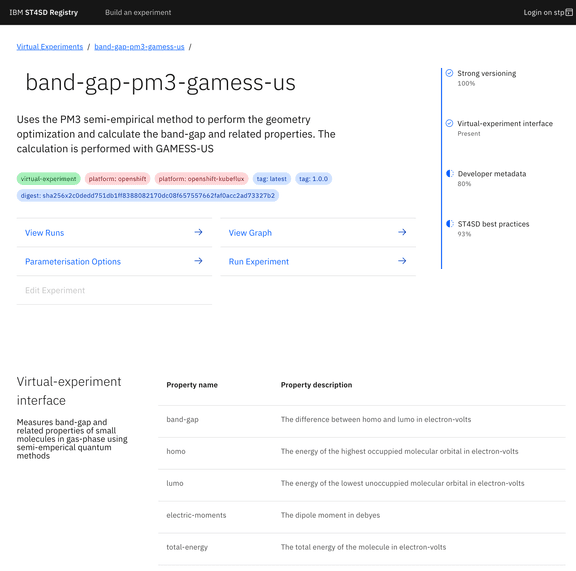 IBM ST4SD Registry
Build an experiment
Login on stp
Virtual Experiments / band-gap-pm3-gamess-us /
band-gap-pm3-gamess-us
Uses the PM3 semi-empirical method to perform the geometry
optimization and calculate the band-gap and related properties. The
calculation is performed with GAMESS-US
virtual-experiment platform: openshift platform: openshift-kubeflux tag: latest tag: 1.0.0
digest: sha256x2c0dedd751db1ff8388082170dc08f657557662faf0acc2ad73327b2
View Runs
View Graph
Parameterisation Options
Run Experiment
Edit Experiment
Strong versioning
100%
Virtual-experiment interface
Present
Developer metadata
80%
ST4SD best practices
93%
Virtual-experiment
interface
Measures band-gap and
related properties of small
molecules in gas-phase using
semi-emperical quantum
methods
Property name Property description
band-gap The difference between homo and lumo in electron-volts
homo The energy of the highest occuppied molecular orbital in electron-volts
lumo The energy of the lowest unoccuppied molecular orbital in electron-volts
electric-moments The dipole moment in debyes
total-energy The total energy of the molecule in electron-volts